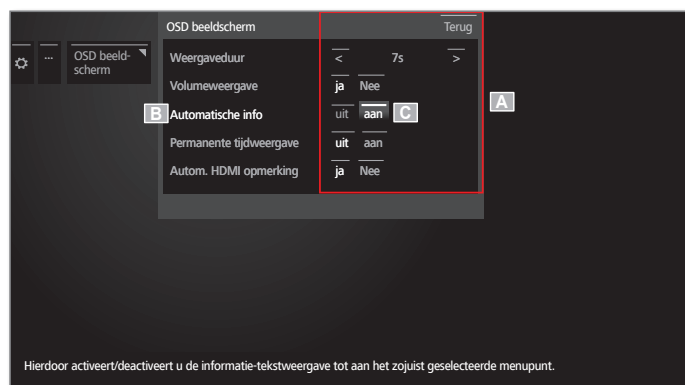 OSD beeldscherm Terug
... OSD beeld-
scherm
Weergaveduur < 7s >
Volumeweergave ja Nee
A
B Automatische info uit aan C
Permanente tijdweergave uit aan
Autom. HDMI opmerking ja Nee
Hierdoor activeert/deactiveert u de informatie-tekstweergave tot aan het zojuist geselecteerde menupunt.